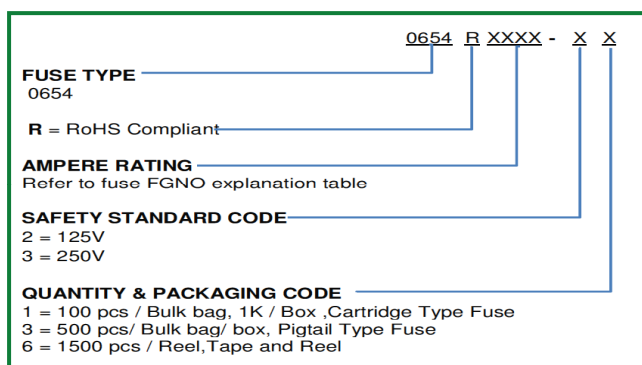 0654 R XXXX - X X
FUSE TYPE
0654
R = RoHS Compliant
AMPERE RATING
Refer to fuse FGNO explanation table
SAFETY STANDARD CODE
2 = 125V
3 = 250V
QUANTITY & PACKAGING CODE
1 = 100 pcs / Bulk bag, 1K / Box ,Cartridge Type Fuse
3 = 500 pcs/ Bulk bag/ box, Pigtail Type Fuse
6 = 1500 pcs / Reel,Tape and Reel